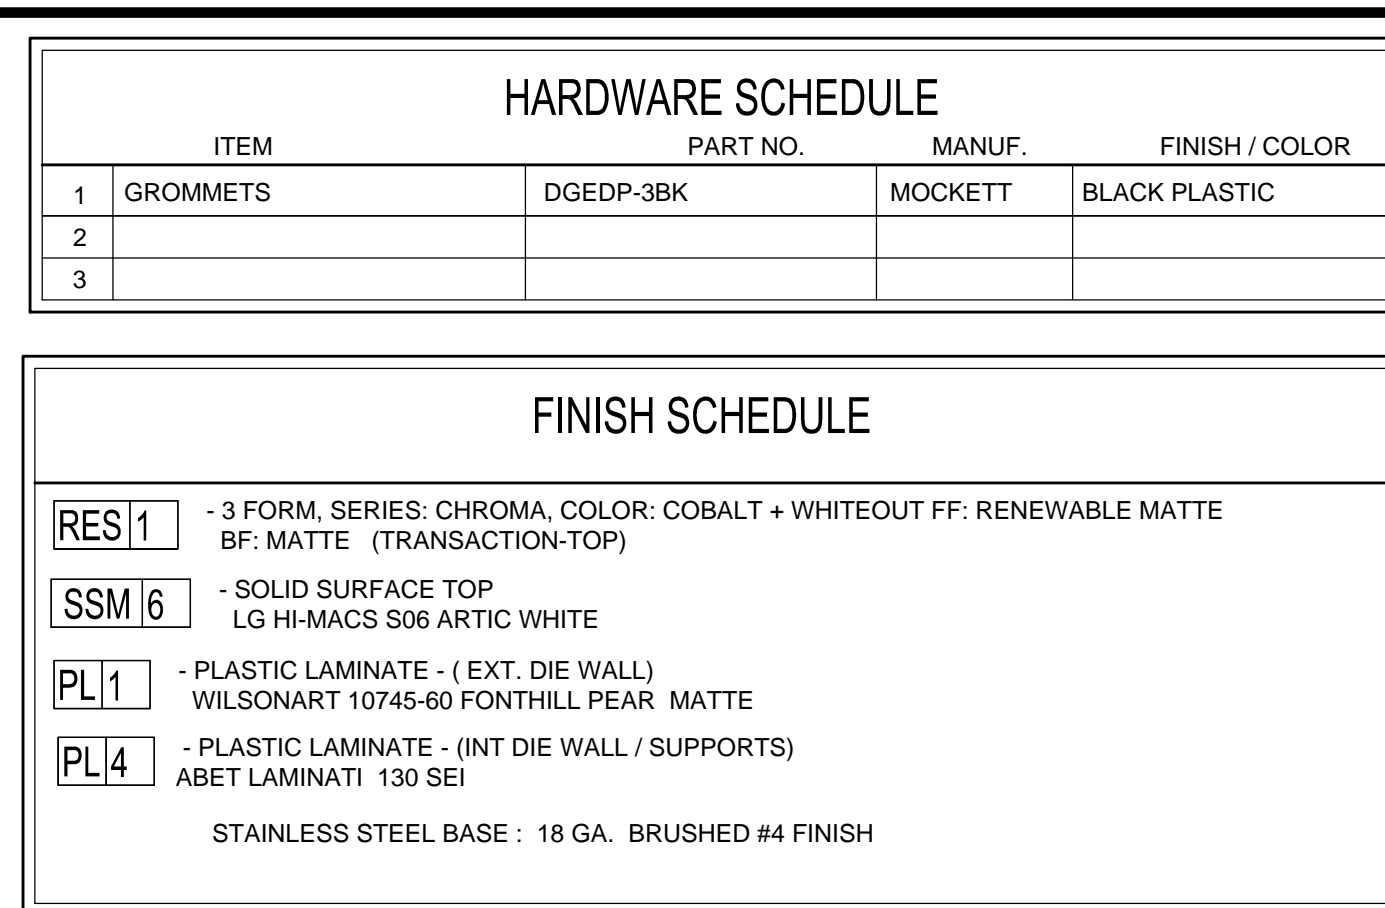 HARDWARE SCHEDULE
ITEM PART NO. MANUF. FINISH / COLOR
1 GROMMETS DGEDP-3BK MOCKETT BLACK PLASTIC
2
3
FINISH SCHEDULE
RES 1 - 3 FORM, SERIES: CHROMA, COLOR: COBALT + WHITEOUT FF: RENEWABLE MATTE
BF: MATTE (TRANSACTION-TOP)
SSM 6 - SOLID SURFACE TOP
LG HI-MACS S06 ARTIC WHITE
PL 1 - PLASTIC LAMINATE - ( EXT. DIE WALL)
WILSONART 10745-60 FONTHILL PEAR MATTE
PL 4 - PLASTIC LAMINATE - (INT DIE WALL / SUPPORTS)
ABET LAMINATI 130 SEI
STAINLESS STEEL BASE : 18 GA. BRUSHED #4 FINISH